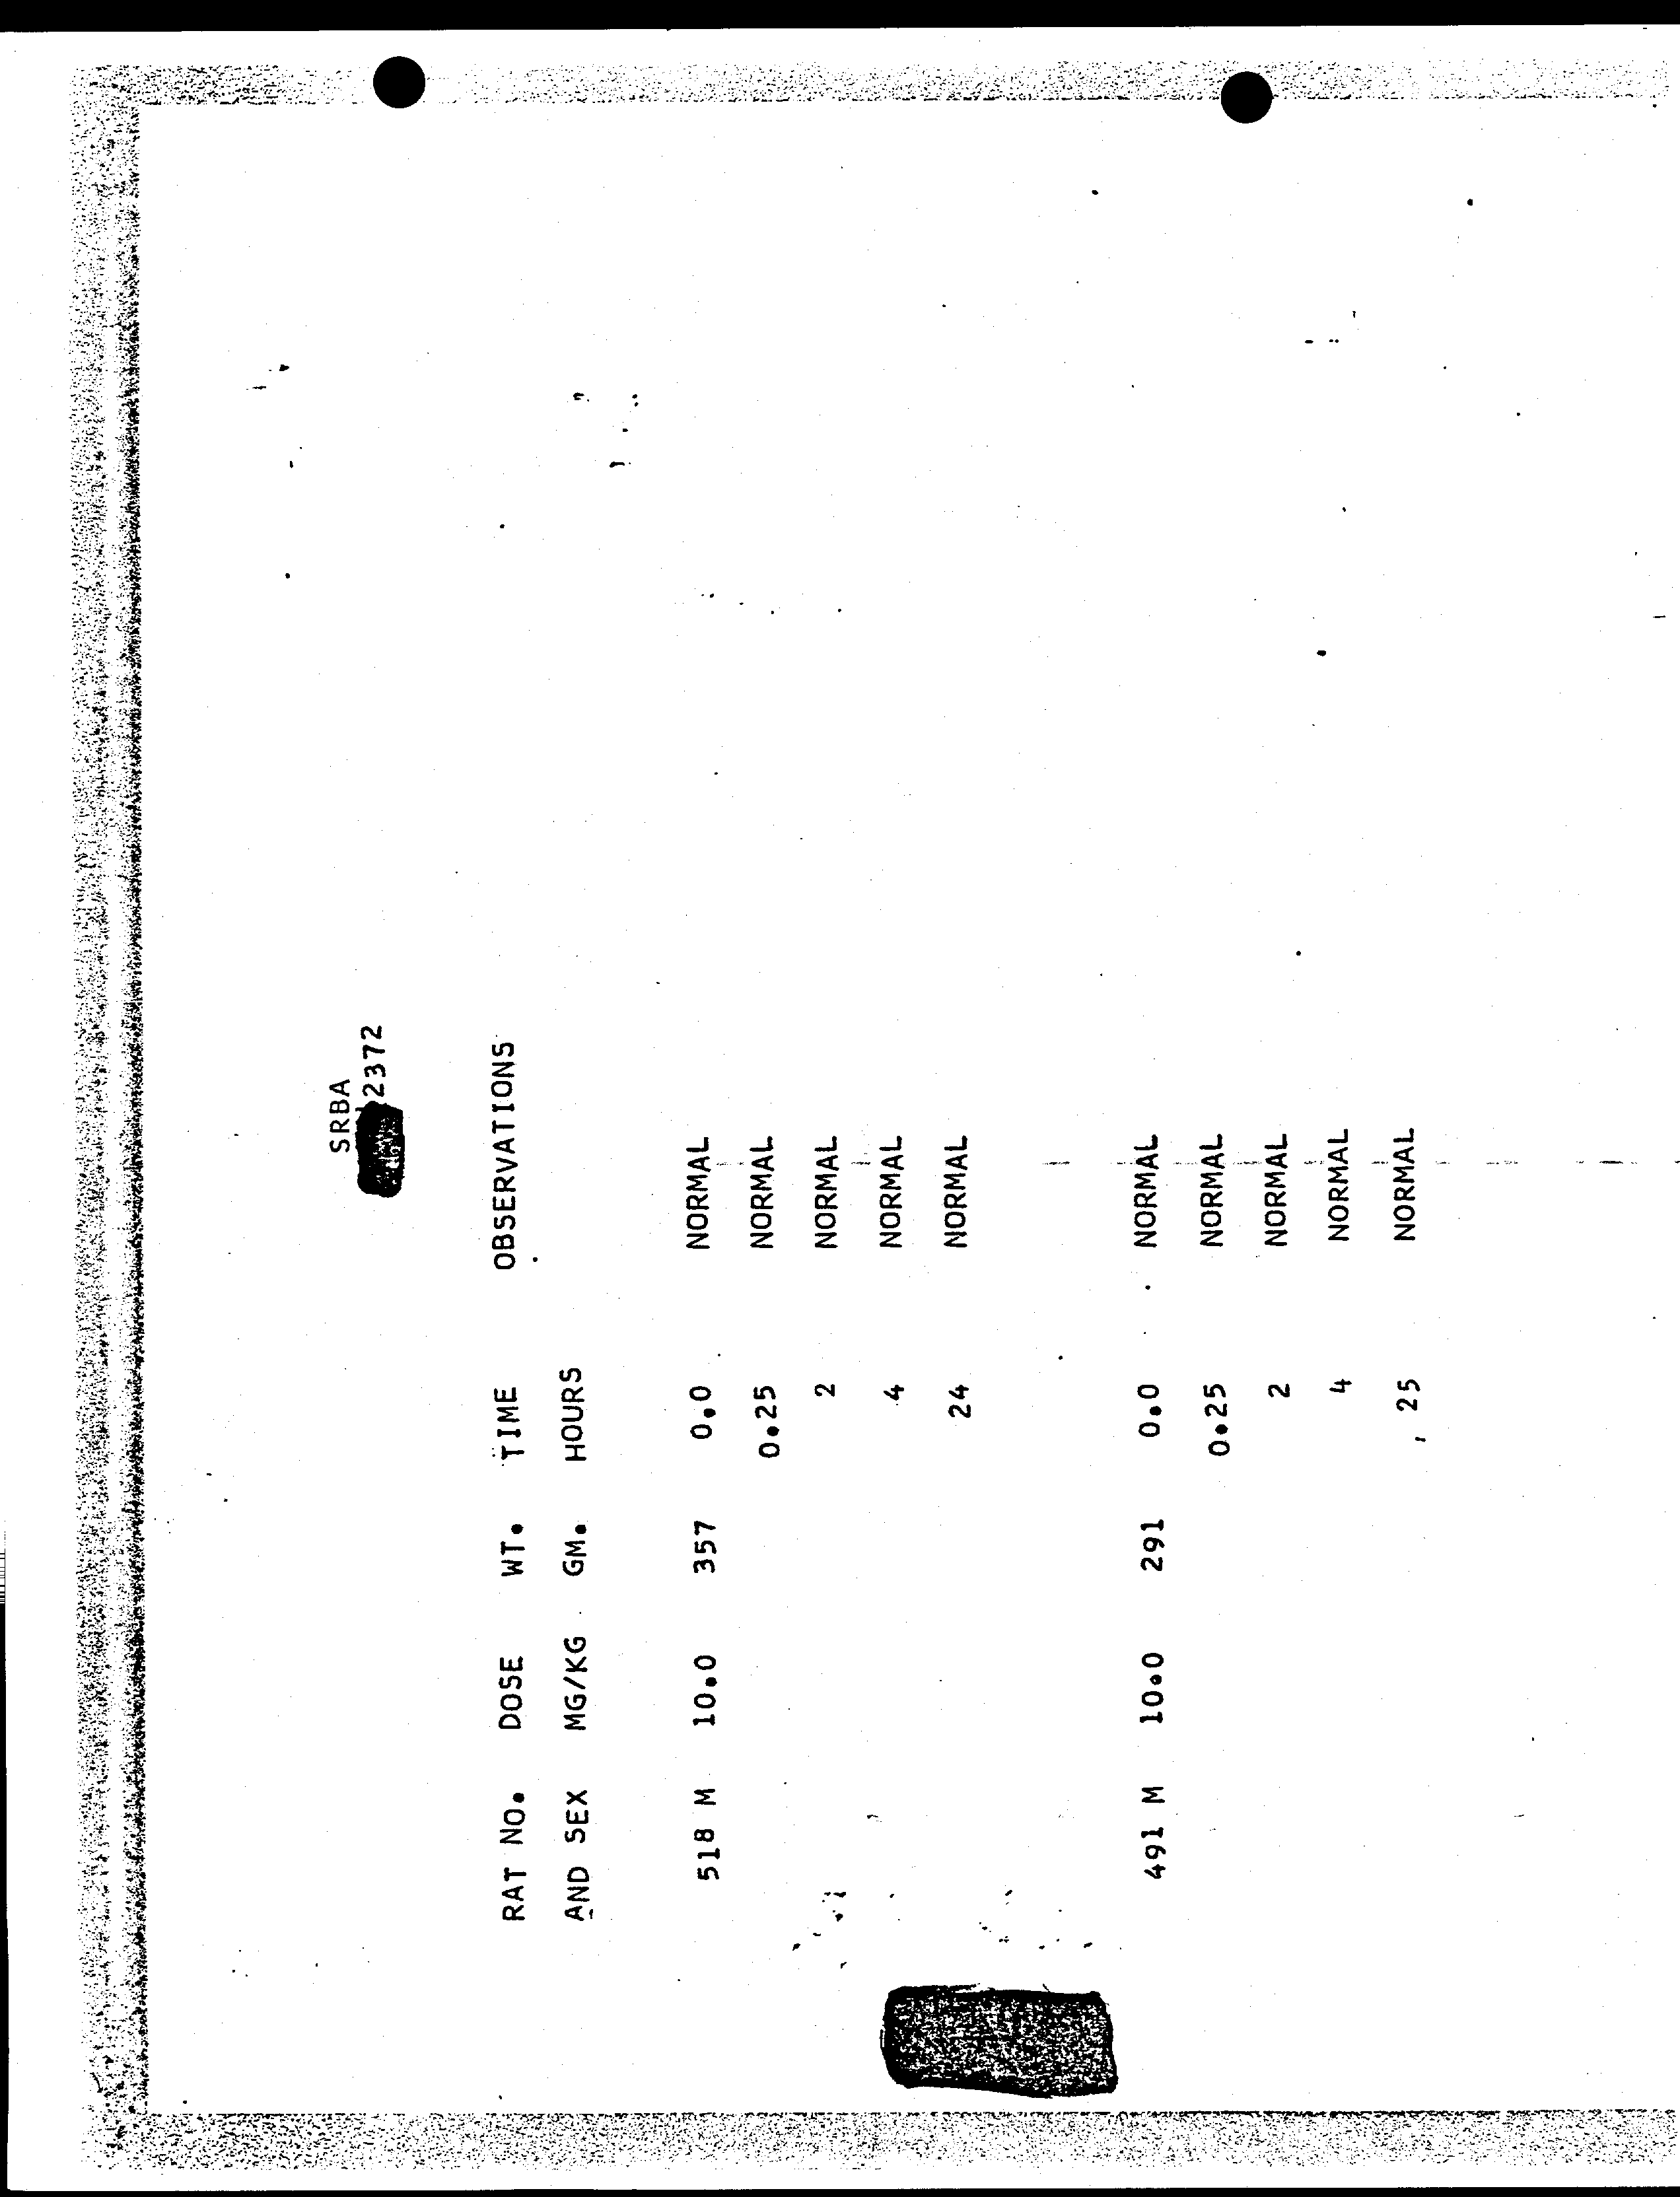 SRBA
2372
RAT NO. DOSE WT. TIME OBSERVATIONS
AND SEX MG/KG GM. HOURS
518 M 10.0 357 0.0 NORMAL
0.25 NORMAL
2 NORMAL
4 NORMAL
24 NORMAL
491 M 10.0 291 0.0 NORMAL
0.25 NORMAL
2 NORMAL
4 NORMAL
25 NORMAL